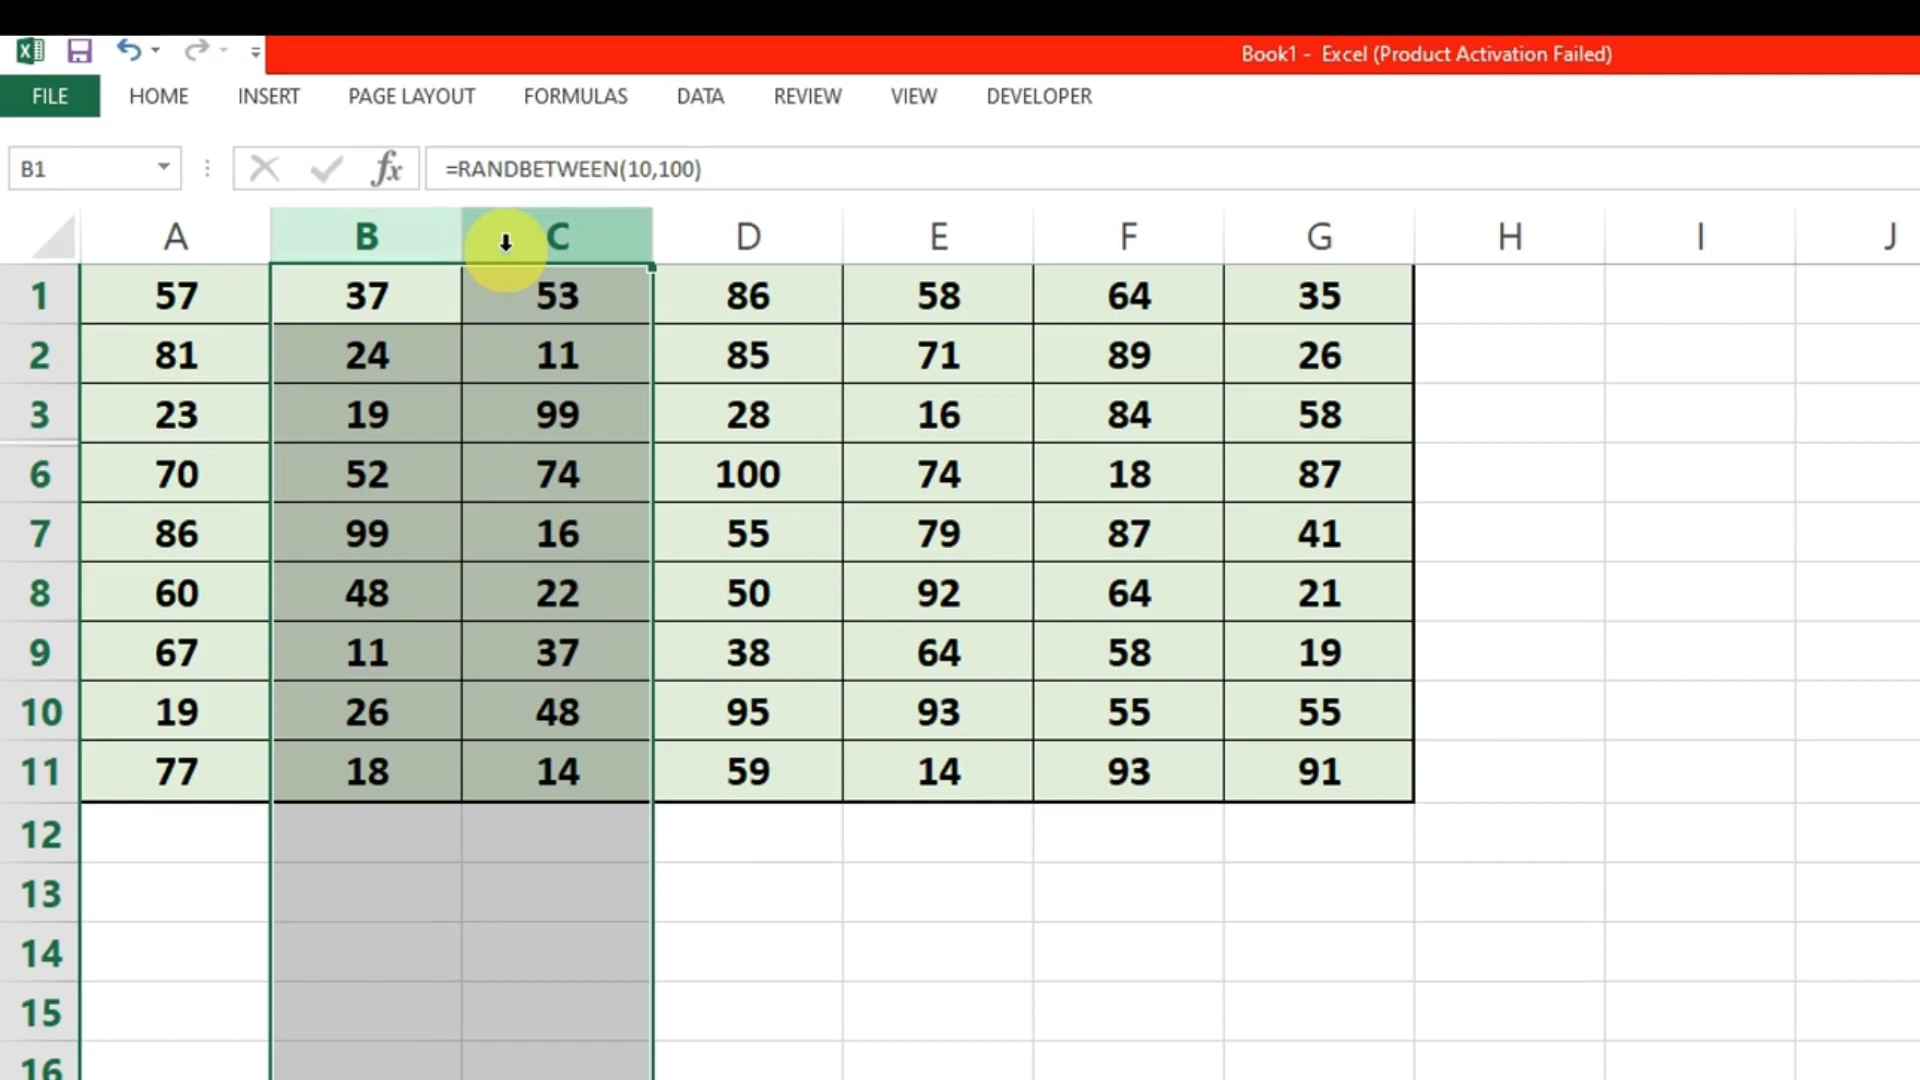 Book1 - Excel (Product Activation Failed)
FILE HOME INSERT PAGE LAYOUT FORMULAS DATA REVIEW VIEW DEVELOPER
B1 fx =RANDBETWEEN(10,100)
A B C D E F G H I J
1 57 37 53 86 58 64 35
2 81 24 11 85 71 89 26
3 23 19 99 28 16 84 58
6 70 52 74 100 74 18 87
7 86 99 16 55 79 87 41
8 60 48 22 50 92 64 21
9 67 11 37 38 64 58 19
10 19 26 48 95 93 55 55
11 77 18 14 59 14 93 91
12
13
14
15
16